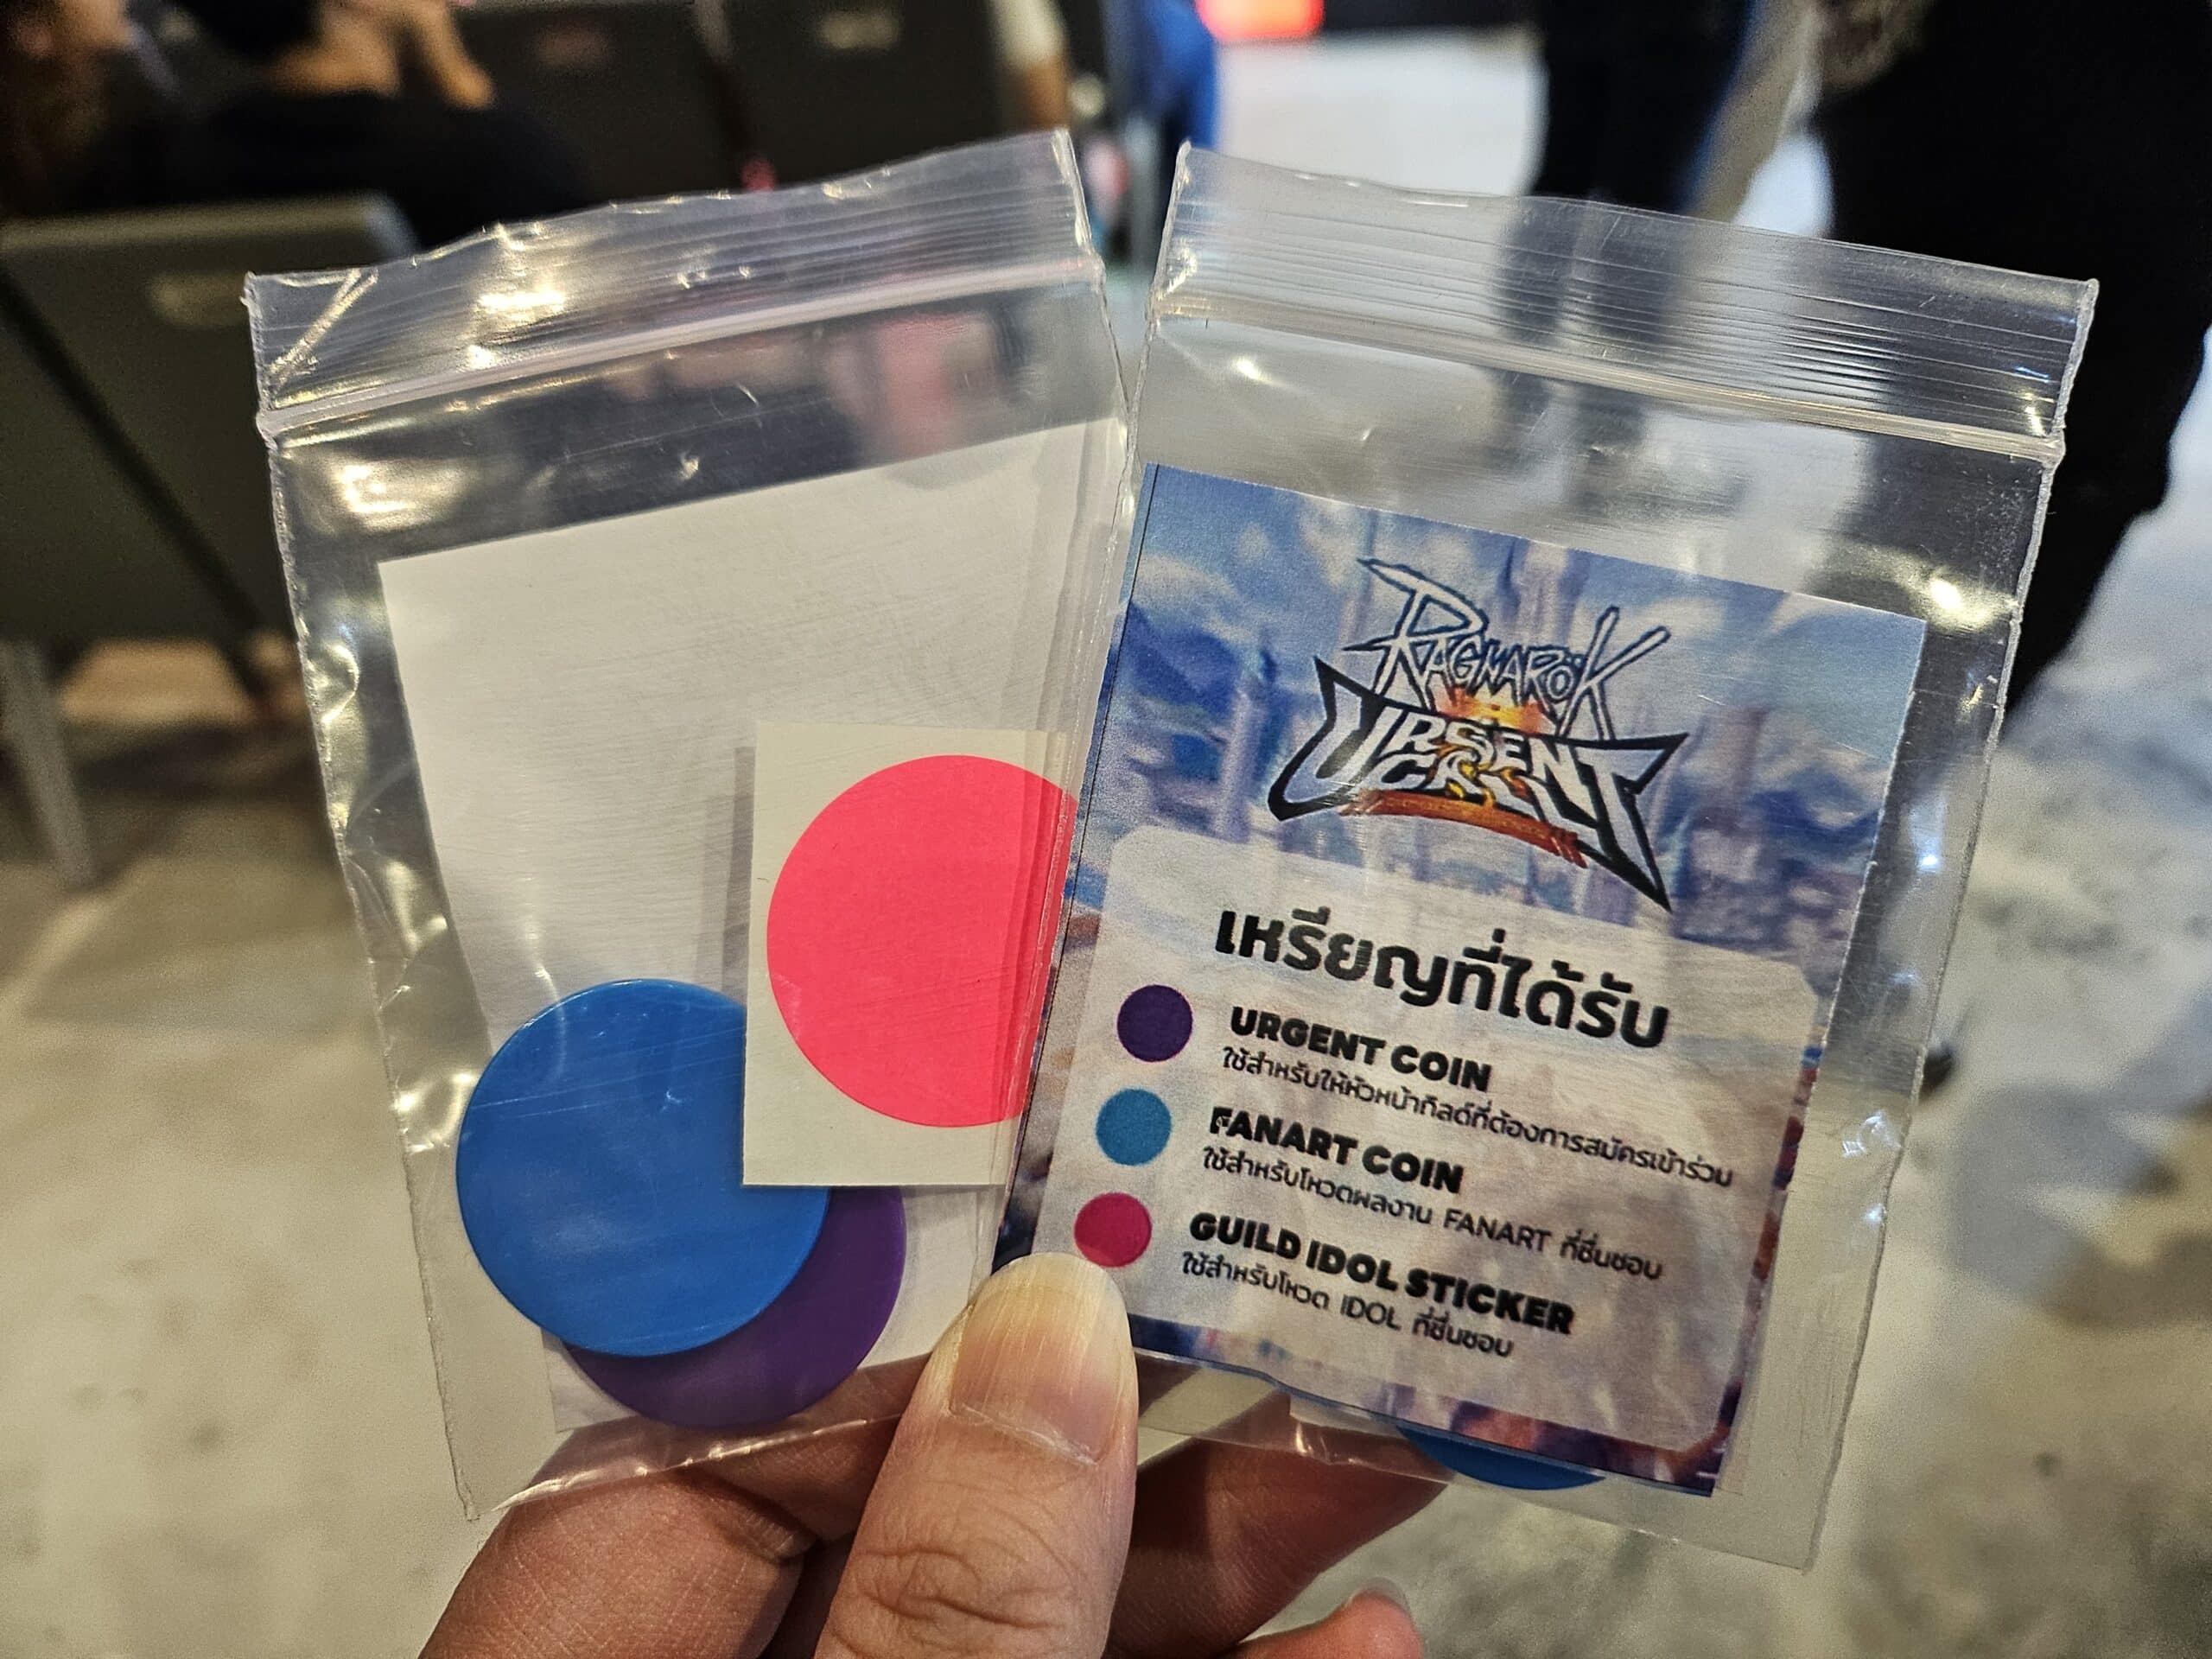 RAGNAROK
URGENT
CALL
เหรียญที่ได้รับ
URGENT COIN
ใช้สำหรับให้หัวหน้ากิลด์ที่ต้องการสมัครเข้าร่วม
FANART COIN
ใช้สำหรับโหวตผลงาน FANART ที่ชื่นชอบ
GUILD IDOL STICKER
ใช้สำหรับโหวต IDOL ที่ชื่นชอบ